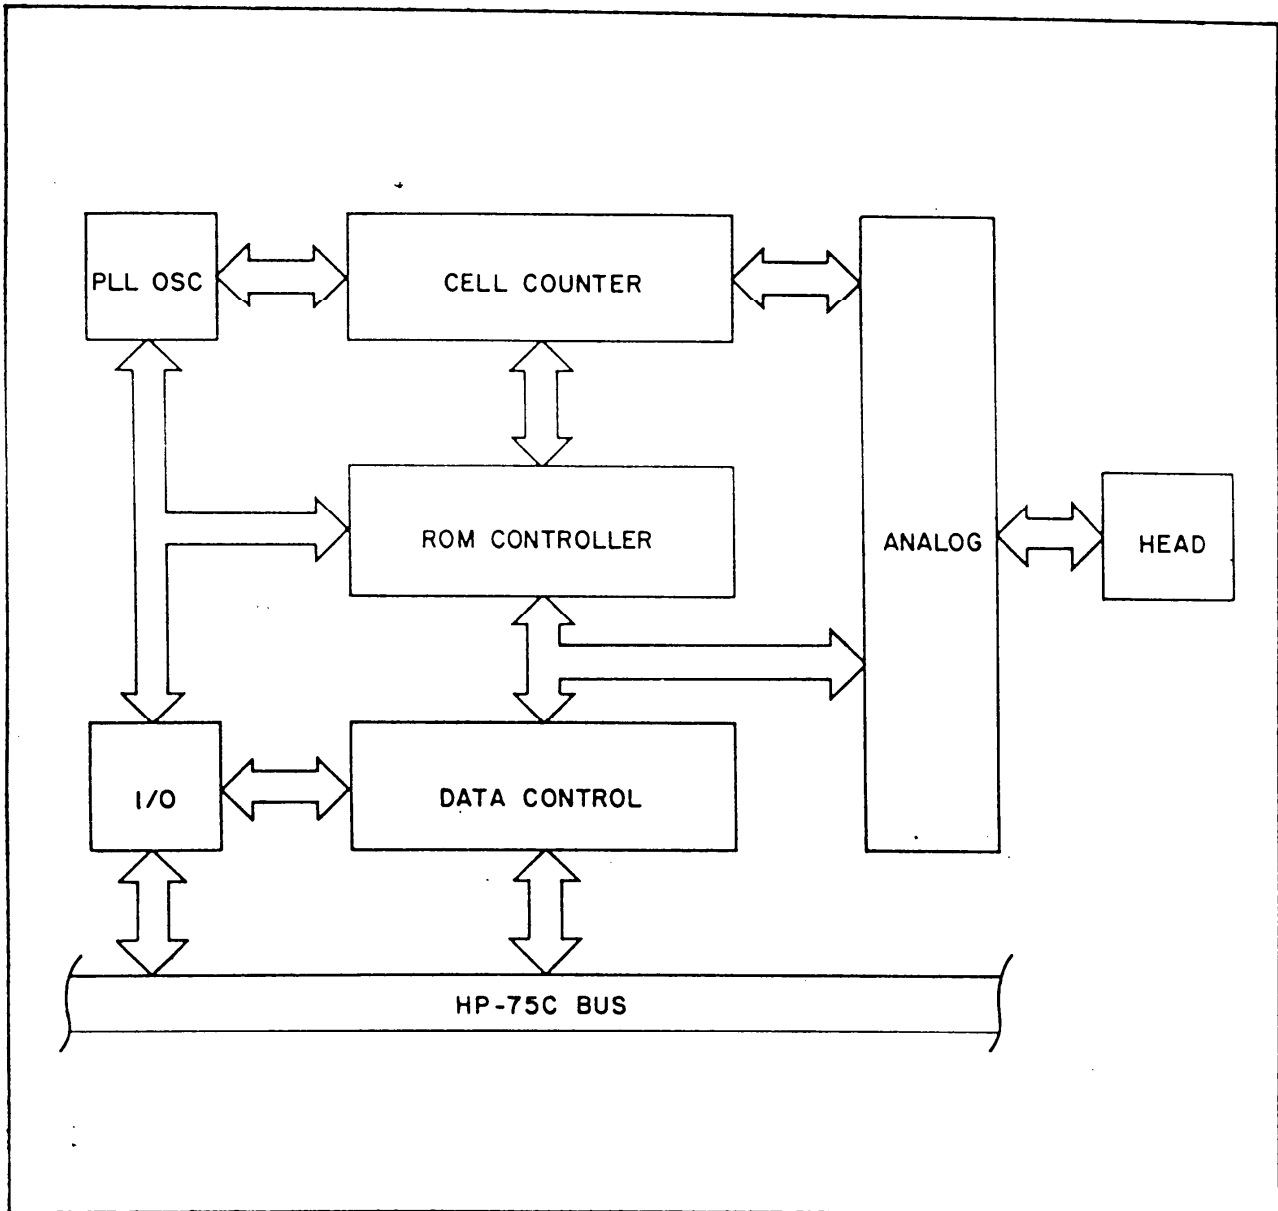 PLL OSC
CELL COUNTER
ROM CONTROLLER
ANALOG
HEAD
I/O
DATA CONTROL
HP-75C BUS